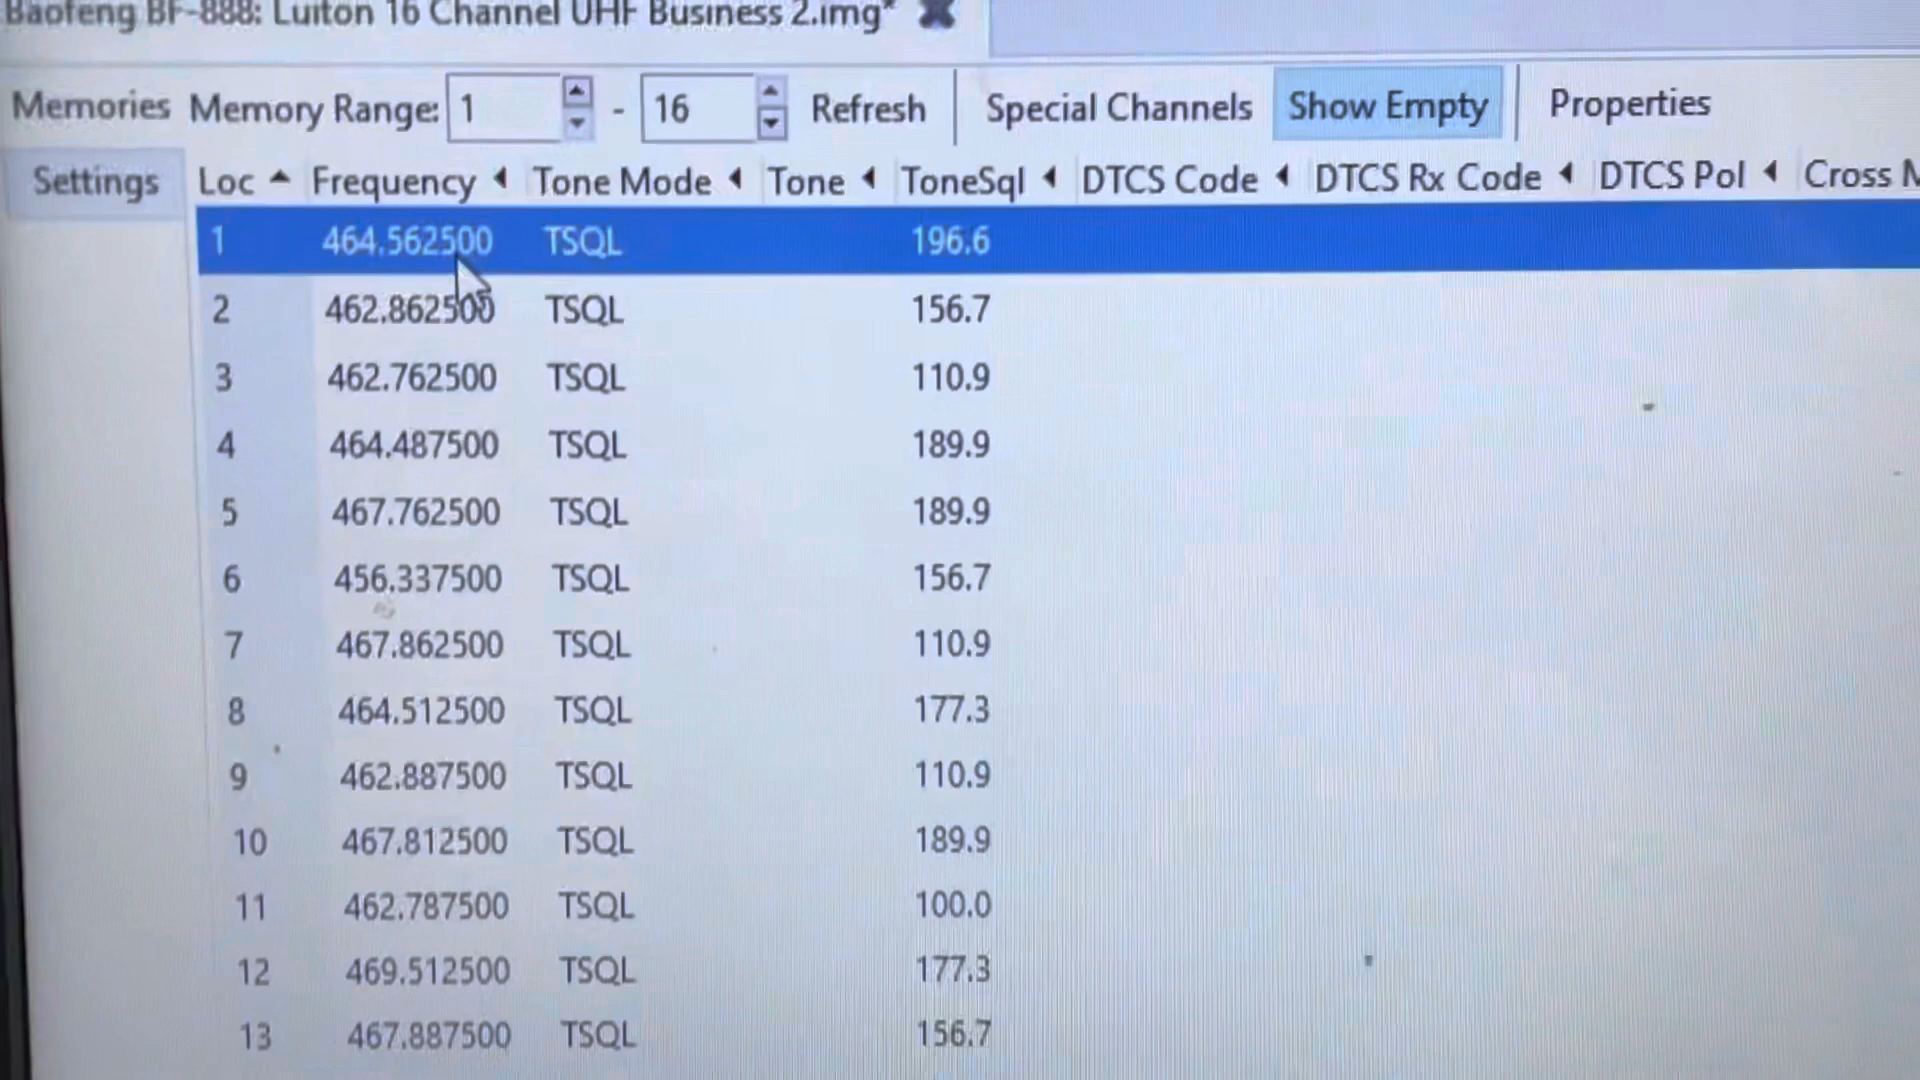 Baofeng BF-888: Luiton 16 Channel UHF Business 2.img*
Memories Memory Range: 1 - 16 Refresh Special Channels Show Empty Properties
Settings Loc Frequency Tone Mode Tone ToneSql DTCS Code DTCS Rx Code DTCS Pol Cross M
1 464.562500 TSQL 196.6
2 462.862500 TSQL 156.7
3 462.762500 TSQL 110.9
4 464.487500 TSQL 189.9
5 467.762500 TSQL 189.9
6 456.337500 TSQL 156.7
7 467.862500 TSQL 110.9
8 464.512500 TSQL 177.3
9 462.887500 TSQL 110.9
10 467.812500 TSQL 189.9
11 462.787500 TSQL 100.0
12 469.512500 TSQL 177.3
13 467.887500 TSQL 156.7